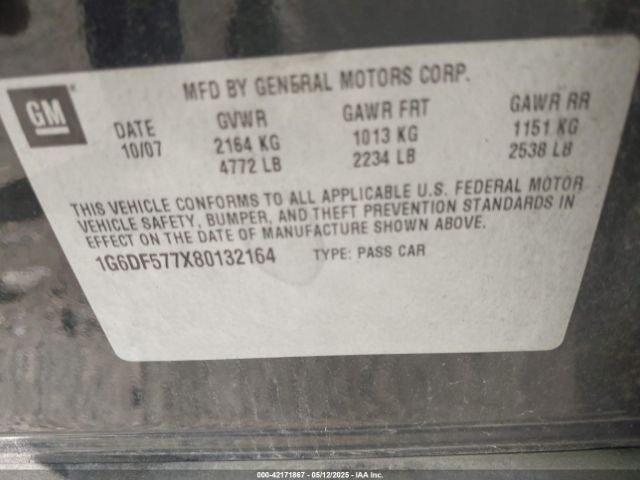 MFD BY GENERAL MOTORS CORP.
GM
DATE GVWR GAWR FRT GAWR RR
10/07 2164 KG 1013 KG 1151 KG
4772 LB 2234 LB 2538 LB
THIS VEHICLE CONFORMS TO ALL APPLICABLE U.S. FEDERAL MOTOR
VEHICLE SAFETY, BUMPER, AND THEFT PREVENTION STANDARDS IN
EFFECT ON THE DATE OF MANUFACTURE SHOWN ABOVE.
1G6DF577X80132164 TYPE: PASS CAR
000-42171867 - 05/12/2025 - IAA Inc.